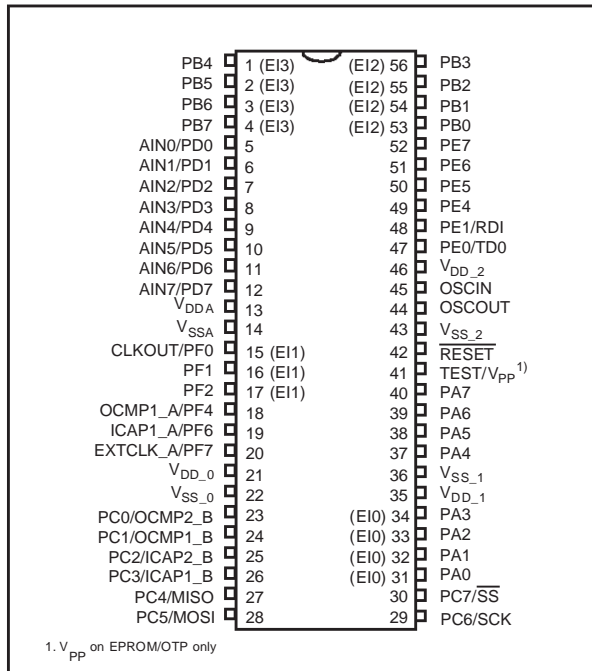 PB4 1 (EI3) (EI2) 56 PB3
PB5 2 (EI3) (EI2) 55 PB2
PB6 3 (EI3) (EI2) 54 PB1
PB7 4 (EI3) (EI2) 53 PB0
AIN0/PD0 5 52 PE7
AIN1/PD1 6 51 PE6
AIN2/PD2 7 50 PE5
AIN3/PD3 8 49 PE4
AIN4/PD4 9 48 PE1/RDI
AIN5/PD5 10 47 PE0/TD0
AIN6/PD6 11 46 VDD_2
AIN7/PD7 12 45 OSCIN
VDDA 13 44 OSCOUT
VSSA 14 43 VSS_2
CLKOUT/PF0 15 (EI1) 42 RESET
PF1 16 (EI1) 41 TEST/VPP1)
PF2 17 (EI1) 40 PA7
OCMP1_A/PF4 18 39 PA6
ICAP1_A/PF6 19 38 PA5
EXTCLK_A/PF7 20 37 PA4
VDD_0 21 36 VSS_1
VSS_0 22 35 VDD_1
PC0/OCMP2_B 23 (EI0) 34 PA3
PC1/OCMP1_B 24 (EI0) 33 PA2
PC2/ICAP2_B 25 (EI0) 32 PA1
PC3/ICAP1_B 26 (EI0) 31 PA0
PC4/MISO 27 30 PC7/SS
PC5/MOSI 28 29 PC6/SCK
1. VPP on EPROM/OTP only